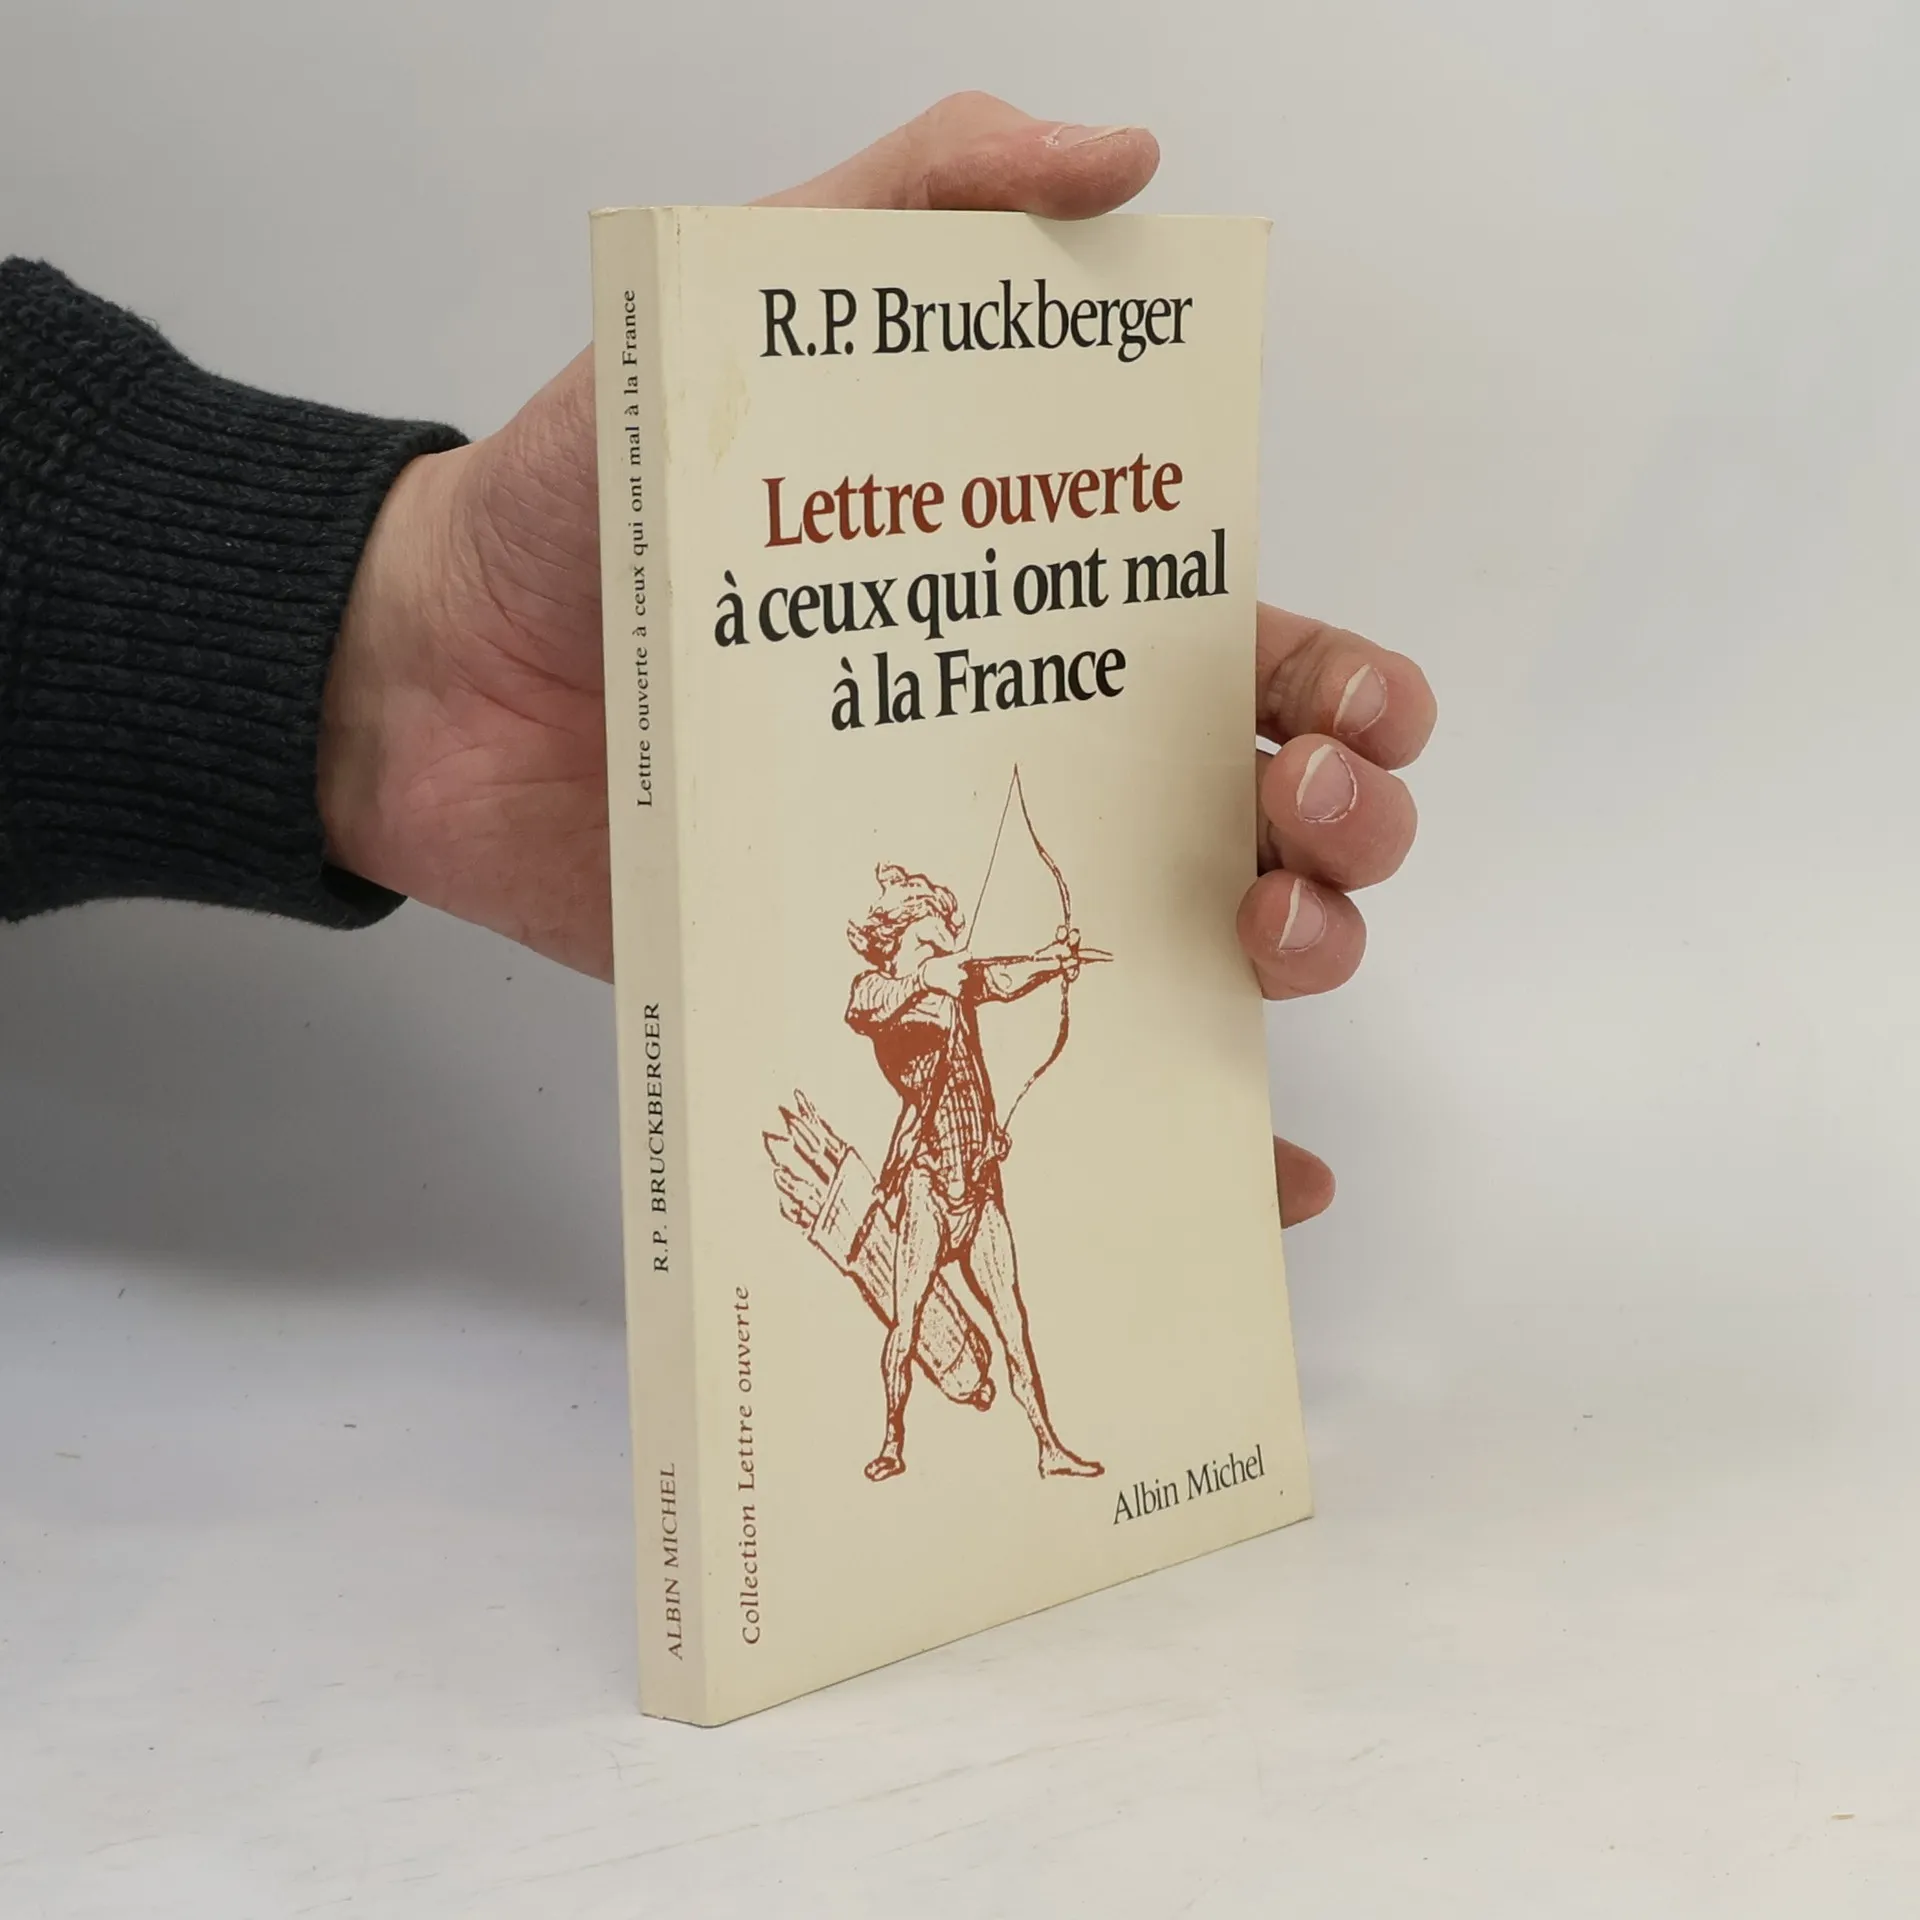 R.P. Bruckberger
Lettre ouverte
à ceux qui ont mal
à la France
Collection Lettre ouverte
Albin Michel
Lettre ouverte à ceux qui ont mal à la France
R.P. BRUCKBERGER
ALBIN MICHEL